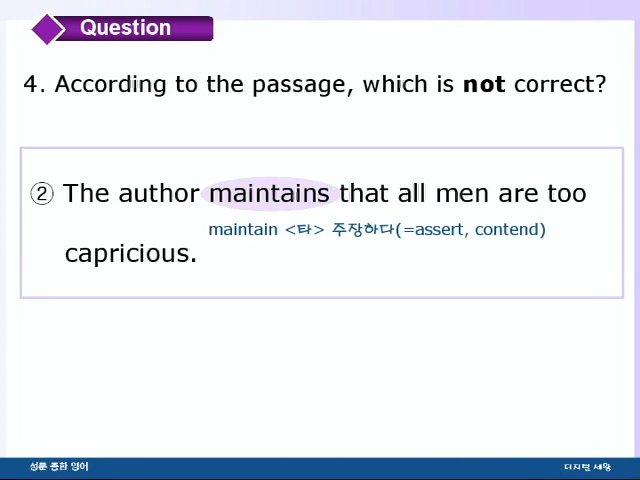 Question
4. According to the passage, which is not correct?
② The author maintains that all men are too
maintain <타> 주장하다(=assert, contend)
capricious.
성문 종합 영어
디지털 세광